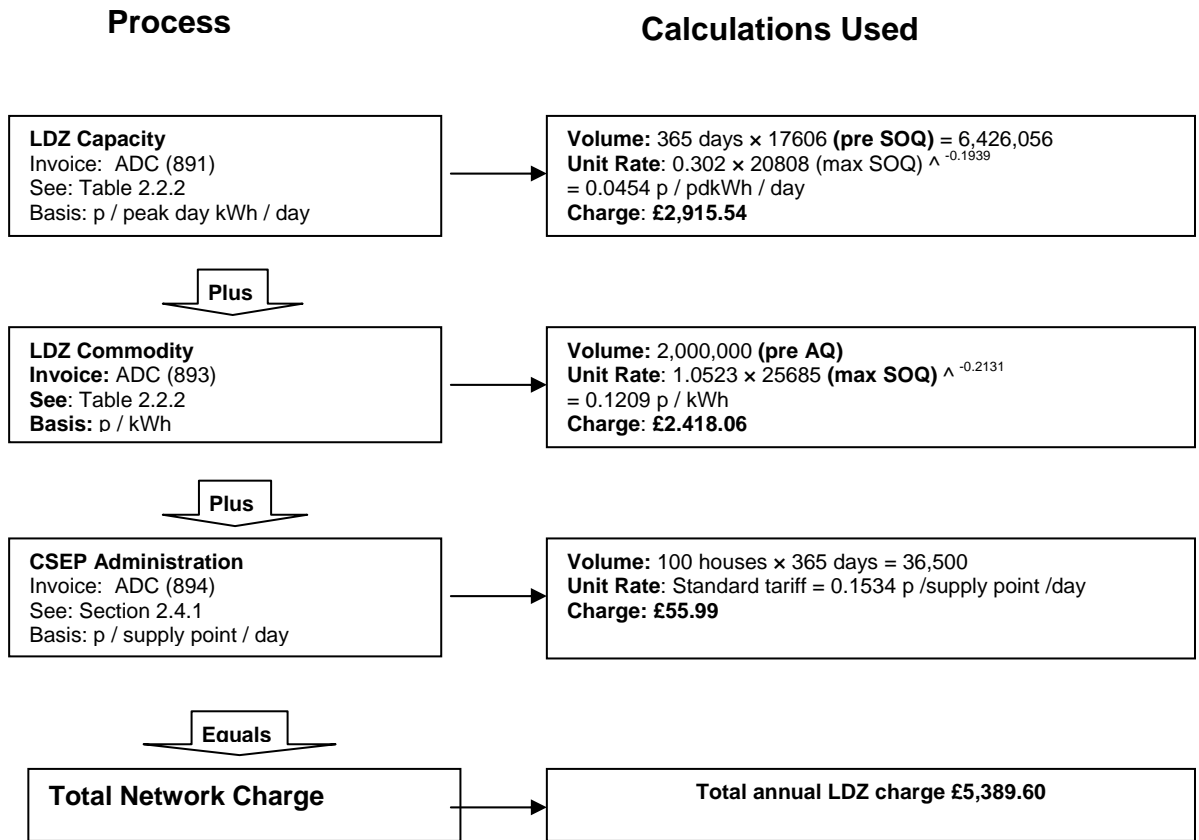 Process
Calculations Used
LDZ Capacity
Invoice: ADC (891)
See: Table 2.2.2
Basis: p / peak day kWh / day
Volume: 365 days × 17606 (pre SOQ) = 6,426,056
Unit Rate: 0.302 × 20808 (max SOQ) ^ -0.1939
= 0.0454 p / pdkWh / day
Charge: £2,915.54
Plus
LDZ Commodity
Invoice: ADC (893)
See: Table 2.2.2
Basis: p / kWh
Volume: 2,000,000 (pre AQ)
Unit Rate: 1.0523 × 25685 (max SOQ) ^ -0.2131
= 0.1209 p / kWh
Charge: £2.418.06
Plus
CSEP Administration
Invoice: ADC (894)
See: Section 2.4.1
Basis: p / supply point / day
Volume: 100 houses × 365 days = 36,500
Unit Rate: Standard tariff = 0.1534 p /supply point /day
Charge: £55.99
Equals
Total Network Charge
Total annual LDZ charge £5,389.60